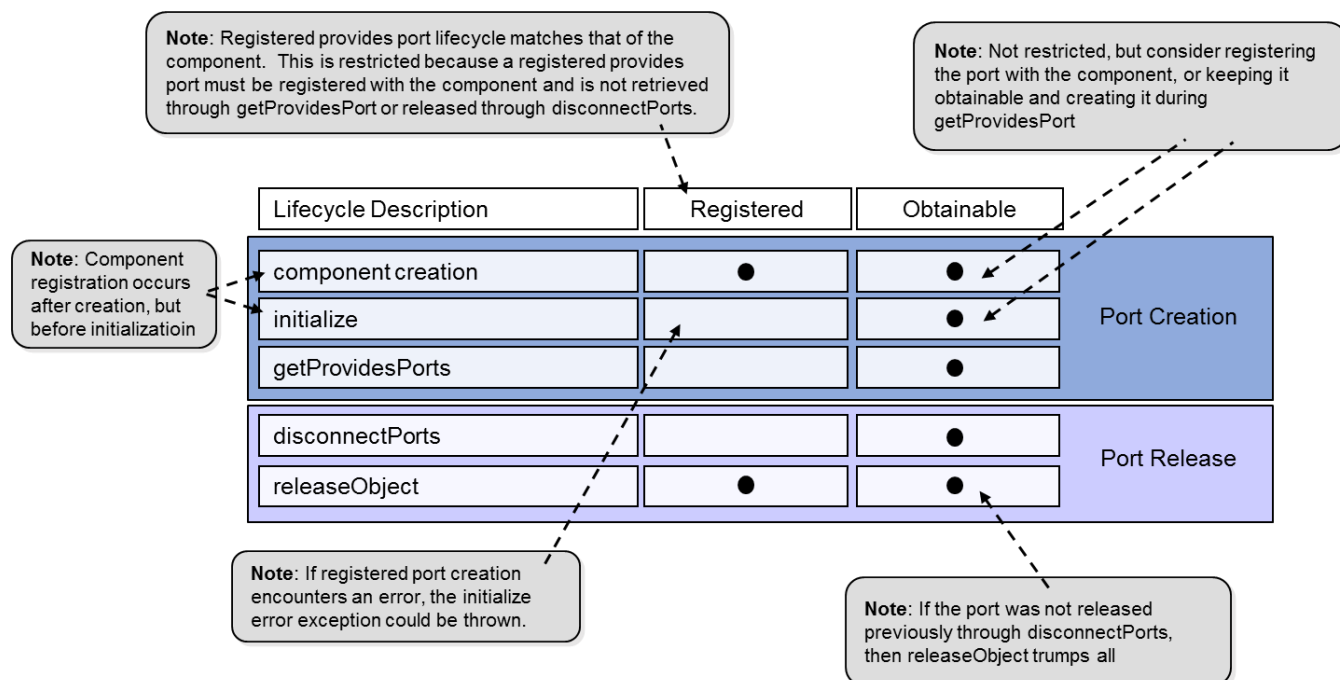 Note: Registered provides port lifecycle matches that of the
component.  This is restricted because a registered provides
port must be registered with the component and is not retrieved
through getProvidesPort or released through disconnectPorts.
Note: Not restricted, but consider registering
the port with the component, or keeping it
obtainable and creating it during
getProvidesPort
Lifecycle Description
Registered
Obtainable
Note: Component
registration occurs
after creation, but
before initializatioin
component creation
initialize
getProvidesPorts
Port Creation
disconnectPorts
releaseObject
Port Release
Note: If registered port creation
encounters an error, the initialize
error exception could be thrown.
Note: If the port was not released
previously through disconnectPorts,
then releaseObject trumps all